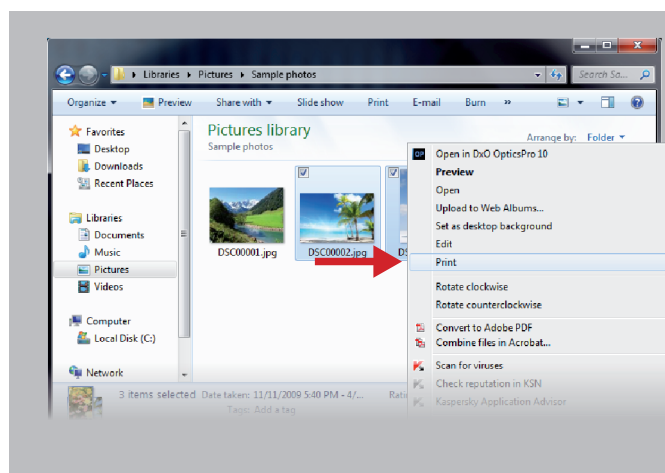 Libraries ▸ Pictures ▸ Sample photos Search Sa...
Organize Preview Share with Slide show Print E-mail Burn »
Favorites
Desktop
Downloads
Recent Places
Libraries
Documents
Music
Pictures
Videos
Computer
Local Disk (C:)
Network
Pictures library
Sample photos
Arrange by: Folder
DSC00001.jpg DSC00002.jpg
OP Open in DxO OpticsPro 10
Preview
Open
Upload to Web Albums...
Set as desktop background
Edit
Print
Rotate clockwise
Rotate counterclockwise
Convert to Adobe PDF
Combine files in Acrobat...
Scan for viruses
Check reputation in KSN
Kaspersky Application Advisor
3 items selected Date taken: 11/11/2009 5:40 PM - 4/...
Tags: Add a tag